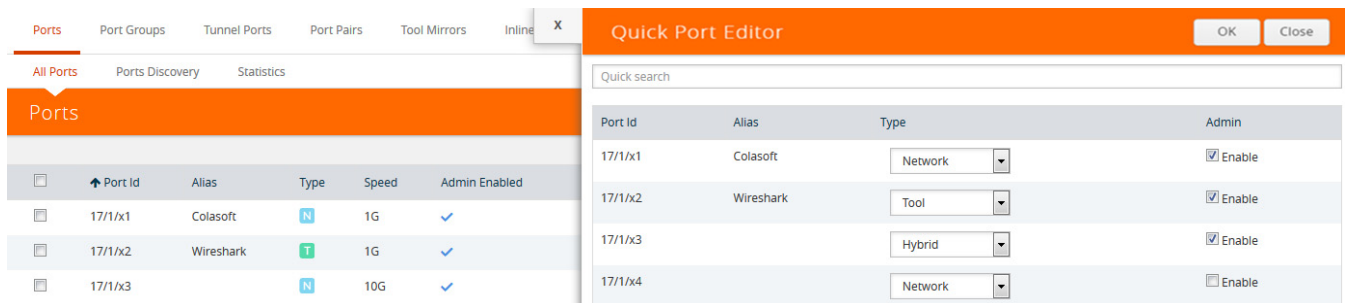 Ports Port Groups Tunnel Ports Port Pairs Tool Mirrors Inline
All Ports Ports Discovery Statistics
Ports
Port Id Alias Type Speed Admin Enabled
17/1/x1 Colasoft N 1G
17/1/x2 Wireshark T 1G
17/1/x3 N 10G
X
Quick Port Editor OK Close
Quick search
Port Id Alias Type Admin
17/1/x1 Colasoft Network Enable
17/1/x2 Wireshark Tool Enable
17/1/x3 Hybrid Enable
17/1/x4 Network Enable